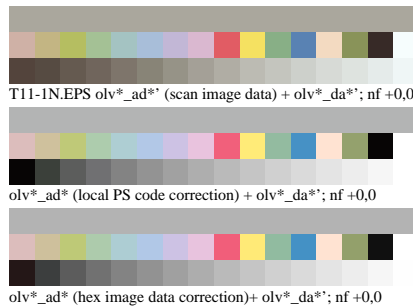 T11-1N.EPS olv*_ad*’ (scan image data) + olv*_da*’; nf +0,0
olv*_ad* (local PS code correction) + olv*_da*’; nf +0,0
olv*_ad* (hex image data correction)+ olv*_da*’; nf +0,0